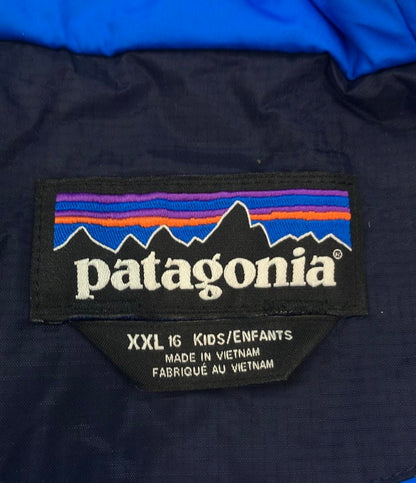 patagonia®
XXL 16 KIDS/ENFANTS
MADE IN VIETNAM
FABRIQUÉ AU VIETNAM